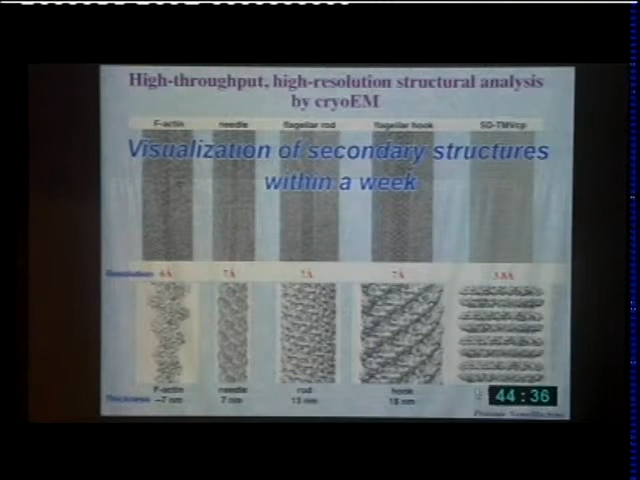 High-throughput, high-resolution structural analysis
by cryoEM
F-actin needle flagellar rod flagellar hook SD-TMVcp
Visualization of secondary structures
within a week
Resolution 6Å 7Å 7Å 7Å 3.8Å
F-actin needle rod hook
Thickness ~7 nm 7 nm 13 nm 18 nm
44:36